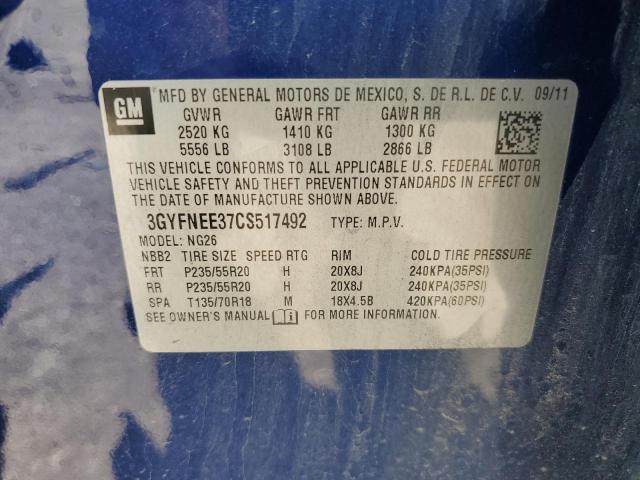 GM
MFD BY GENERAL MOTORS DE MEXICO, S. DE R.L. DE C.V. 09/11
GVWR GAWR FRT GAWR RR
2520 KG 1410 KG 1300 KG
5556 LB 3108 LB 2866 LB
THIS VEHICLE CONFORMS TO ALL APPLICABLE U.S. FEDERAL MOTOR
VEHICLE SAFETY AND THEFT PREVENTION STANDARDS IN EFFECT ON
THE DATE OF MANUFACTURE SHOWN ABOVE.
3GYFNEE37CS517492 TYPE: M.P.V.
MODEL: NG26
NBB2 TIRE SIZE SPEED RTG RIM COLD TIRE PRESSURE
FRT P235/55R20 H 20X8J 240KPA(35PSI)
RR P235/55R20 H 20X8J 240KPA(35PSI)
SPA T135/70R18 M 18X4.5B 420KPA(60PSI)
SEE OWNER'S MANUAL FOR MORE INFORMATION.